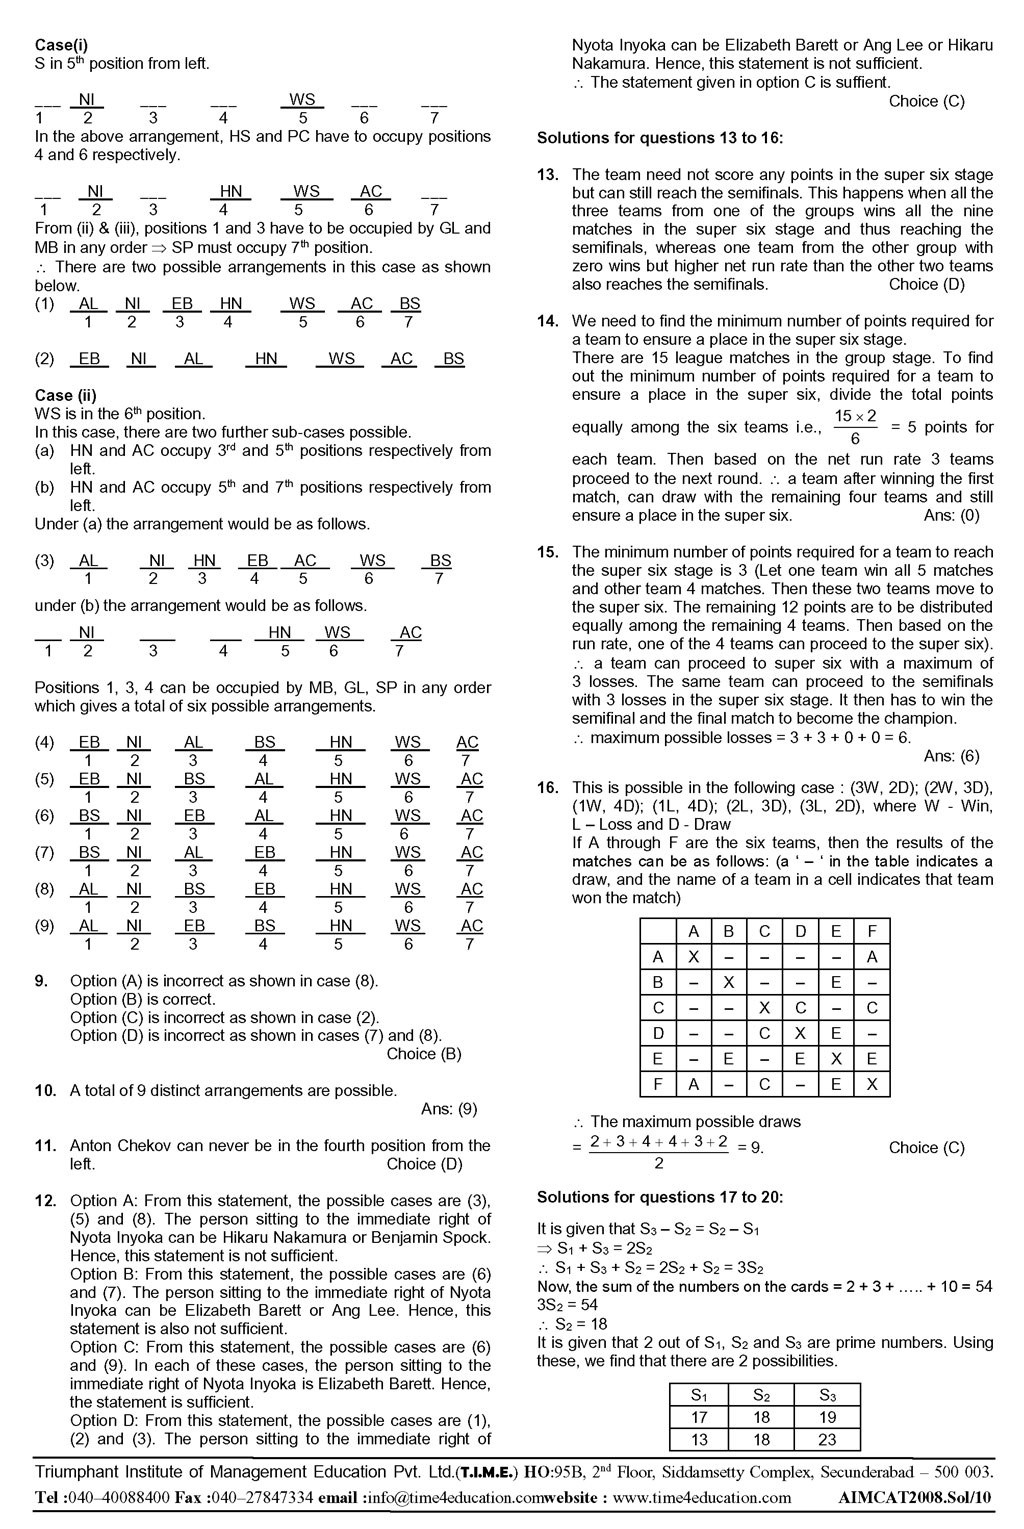 Case(i)
S in 5th position from left.
___ NI ___ ___ WS ___ ___
1 2 3 4 5 6 7
In the above arrangement, HS and PC have to occupy positions
4 and 6 respectively.
___ NI ___ HN WS AC ___
1 2 3 4 5 6 7
From (ii) & (iii), positions 1 and 3 have to be occupied by GL and
MB in any order ⇒ SP must occupy 7th position.
∴ There are two possible arrangements in this case as shown
below.
(1) AL NI EB HN WS AC BS
1 2 3 4 5 6 7
(2) EB NI AL HN WS AC BS
Case (ii)
WS is in the 6th position.
In this case, there are two further sub-cases possible.
(a) HN and AC occupy 3rd and 5th positions respectively from
left.
(b) HN and AC occupy 5th and 7th positions respectively from
left.
Under (a) the arrangement would be as follows.
(3) AL NI HN EB AC WS BS
1 2 3 4 5 6 7
under (b) the arrangement would be as follows.
___ NI ___ ___ HN WS AC
1 2 3 4 5 6 7
Positions 1, 3, 4 can be occupied by MB, GL, SP in any order
which gives a total of six possible arrangements.
(4) EB NI AL BS HN WS AC
1 2 3 4 5 6 7
(5) EB NI BS AL HN WS AC
1 2 3 4 5 6 7
(6) BS NI EB AL HN WS AC
1 2 3 4 5 6 7
(7) BS NI AL EB HN WS AC
1 2 3 4 5 6 7
(8) AL NI BS EB HN WS AC
1 2 3 4 5 6 7
(9) AL NI EB BS HN WS AC
1 2 3 4 5 6 7
9. Option (A) is incorrect as shown in case (8).
Option (B) is correct.
Option (C) is incorrect as shown in case (2).
Option (D) is incorrect as shown in cases (7) and (8).
Choice (B)
10. A total of 9 distinct arrangements are possible.
Ans: (9)
11. Anton Chekov can never be in the fourth position from the
left. Choice (D)
12. Option A: From this statement, the possible cases are (3),
(5) and (8). The person sitting to the immediate right of
Nyota Inyoka can be Hikaru Nakamura or Benjamin Spock.
Hence, this statement is not sufficient.
Option B: From this statement, the possible cases are (6)
and (7). The person sitting to the immediate right of Nyota
Inyoka can be Elizabeth Barett or Ang Lee. Hence, this
statement is also not sufficient.
Option C: From this statement, the possible cases are (6)
and (9). In each of these cases, the person sitting to the
immediate right of Nyota Inyoka is Elizabeth Barett. Hence,
the statement is sufficient.
Option D: From this statement, the possible cases are (1),
(2) and (3). The person sitting to the immediate right of
Nyota Inyoka can be Elizabeth Barett or Ang Lee or Hikaru
Nakamura. Hence, this statement is not sufficient.
∴ The statement given in option C is suffient.
Choice (C)
Solutions for questions 13 to 16:
13. The team need not score any points in the super six stage
but can still reach the semifinals. This happens when all the
three teams from one of the groups wins all the nine
matches in the super six stage and thus reaching the
semifinals, whereas one team from the other group with
zero wins but higher net run rate than the other two teams
also reaches the semifinals. Choice (D)
14. We need to find the minimum number of points required for
a team to ensure a place in the super six stage.
There are 15 league matches in the group stage. To find
out the minimum number of points required for a team to
ensure a place in the super six, divide the total points
equally among the six teams i.e., (15 × 2)/6 = 5 points for
each team. Then based on the net run rate 3 teams
proceed to the next round. ∴ a team after winning the first
match, can draw with the remaining four teams and still
ensure a place in the super six. Ans: (0)
15. The minimum number of points required for a team to reach
the super six stage is 3 (Let one team win all 5 matches
and other team 4 matches. Then these two teams move to
the super six. The remaining 12 points are to be distributed
equally among the remaining 4 teams. Then based on the
run rate, one of the 4 teams can proceed to the super six).
∴ a team can proceed to super six with a maximum of
3 losses. The same team can proceed to the semifinals
with 3 losses in the super six stage. It then has to win the
semifinal and the final match to become the champion.
∴ maximum possible losses = 3 + 3 + 0 + 0 = 6.
Ans: (6)
16. This is possible in the following case : (3W, 2D); (2W, 3D),
(1W, 4D); (1L, 4D); (2L, 3D), (3L, 2D), where W - Win,
L – Loss and D - Draw
If A through F are the six teams, then the results of the
matches can be as follows: (a ‘ – ‘ in the table indicates a
draw, and the name of a team in a cell indicates that team
won the match)
A B C D E F
A X – – – – A
B – X – – E –
C – – X C – C
D – – C X E –
E – E – E X E
F A – C – E X
∴ The maximum possible draws
= (2 + 3 + 4 + 4 + 3 + 2)/2 = 9. Choice (C)
Solutions for questions 17 to 20:
It is given that S3 – S2 = S2 – S1
⇒ S1 + S3 = 2S2
∴ S1 + S3 + S2 = 2S2 + S2 = 3S2
Now, the sum of the numbers on the cards = 2 + 3 + ..... + 10 = 54
3S2 = 54
∴ S2 = 18
It is given that 2 out of S1, S2 and S3 are prime numbers. Using
these, we find that there are 2 possibilities.
S1 S2 S3
17 18 19
13 18 23
Triumphant Institute of Management Education Pvt. Ltd.(T.I.M.E.) HO:95B, 2nd Floor, Siddamsetty Complex, Secunderabad – 500 003.
Tel :040–40088400 Fax :040–27847334 email :info@time4education.comwebsite : www.time4education.com AIMCAT2008.Sol/10